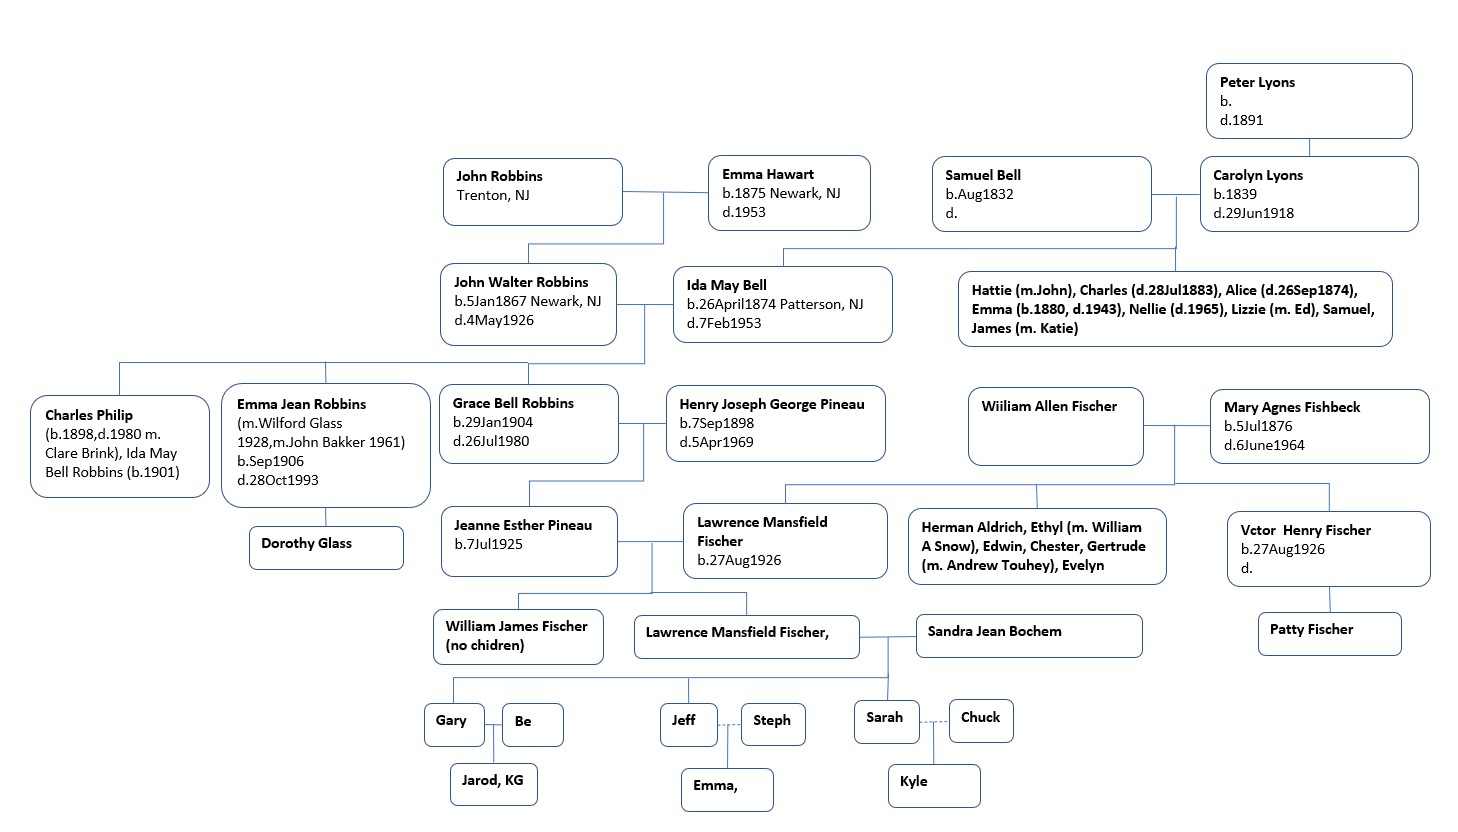 Peter Lyons
b.
d.1891
John Robbins
Trenton, NJ
Emma Hawart
b.1875 Newark, NJ
d.1953
Samuel Bell
b.Aug1832
d.
Carolyn Lyons
b.1839
d.29Jun1918
John Walter Robbins
b.5Jan1867 Newark, NJ
d.4May1926
Ida May Bell
b.26April1874 Patterson, NJ
d.7Feb1953
Hattie (m.John), Charles (d.28Jul1883), Alice (d.26Sep1874),
Emma (b.1880, d.1943), Nellie (d.1965), Lizzie (m. Ed), Samuel,
James (m. Katie)
Charles Philip
(b.1898,d.1980 m.
Clare Brink), Ida May
Bell Robbins (b.1901)
Emma Jean Robbins
(m.Wilford Glass
1928,m.John Bakker 1961)
b.Sep1906
d.28Oct1993
Grace Bell Robbins
b.29Jan1904
d.26Jul1980
Henry Joseph George Pineau
b.7Sep1898
d.5Apr1969
Wiiliam Allen Fischer
Mary Agnes Fishbeck
b.5Jul1876
d.6June1964
Dorothy Glass
Jeanne Esther Pineau
b.7Jul1925
Lawrence Mansfield
Fischer
b.27Aug1926
Herman Aldrich, Ethyl (m. William
A Snow), Edwin, Chester, Gertrude
(m. Andrew Touhey), Evelyn
Vctor  Henry Fischer
b.27Aug1926
d.
William James Fischer
(no chidren)
Lawrence Mansfield Fischer,
Sandra Jean Bochem
Patty Fischer
Gary
Be
Jeff
Steph
Sarah
Chuck
Jarod, KG
Emma,
Kyle